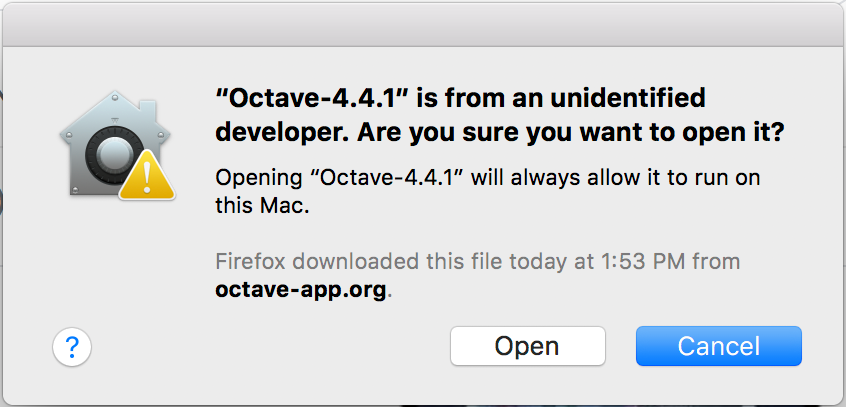 “Octave-4.4.1” is from an unidentified
developer. Are you sure you want to open it?
Opening “Octave-4.4.1” will always allow it to run on
this Mac.
Firefox downloaded this file today at 1:53 PM from
octave-app.org.
?
Open
Cancel